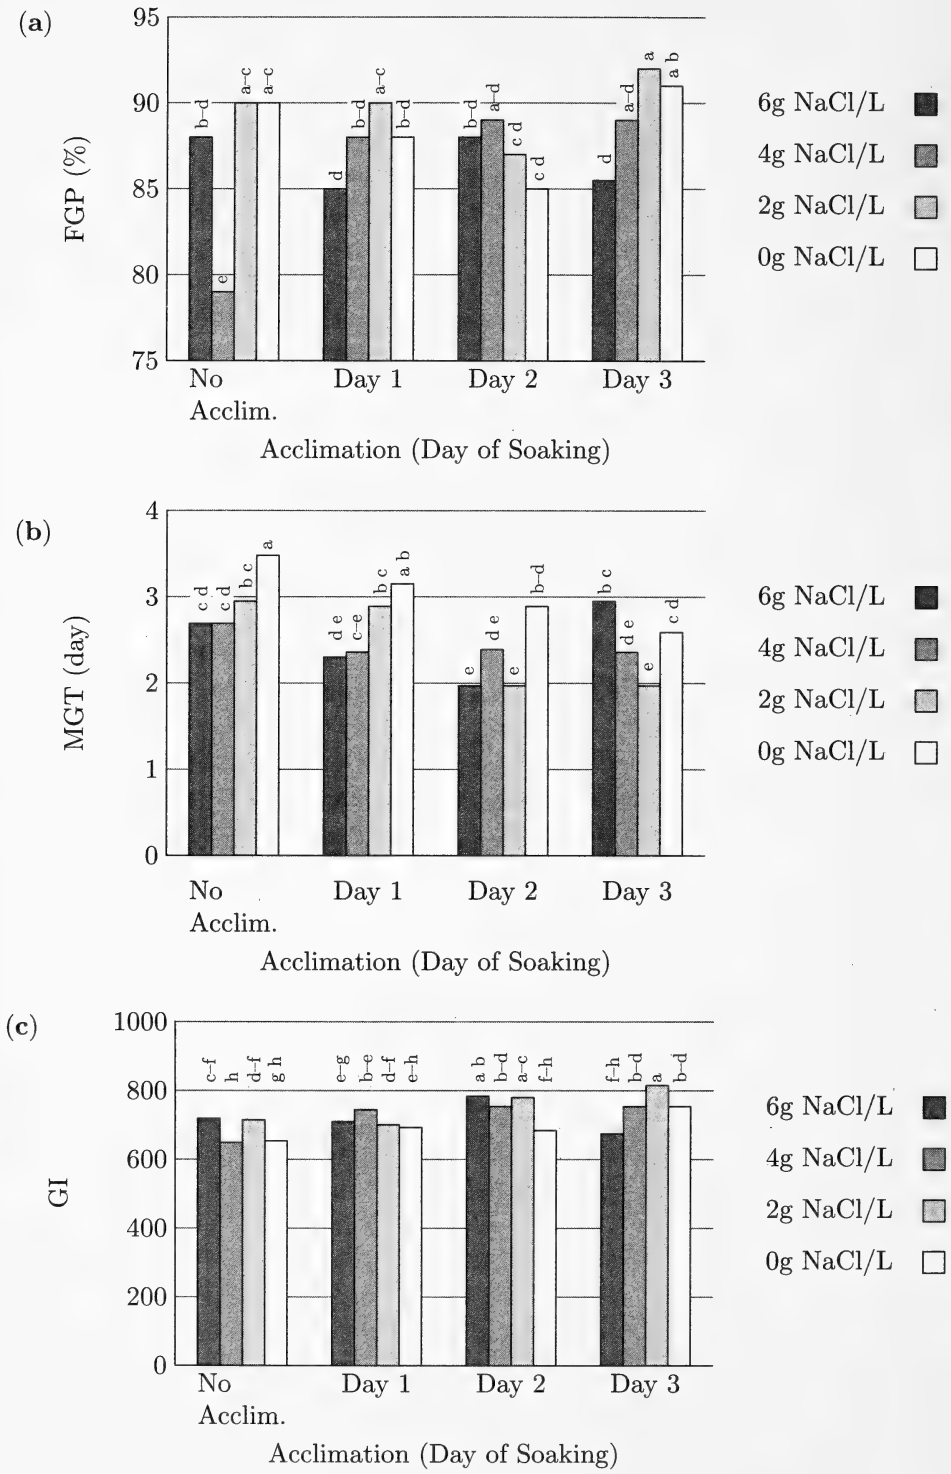 (a)
95
90
85
80
75
FGP (%)
b–d
e
a–c
a–c
d
b–d
a–c
b–d
b–d
a–d
c d
c d
d
a–d
a
a b
No
Acclim.
Day 1
Day 2
Day 3
Acclimation (Day of Soaking)
6g NaCl/L
4g NaCl/L
2g NaCl/L
0g NaCl/L
(b)
4
3
2
1
0
MGT (day)
c d
c d
b c
a
d e
c–e
b c
a b
e
d e
e
b–d
b c
d e
e
c d
No
Acclim.
Day 1
Day 2
Day 3
Acclimation (Day of Soaking)
6g NaCl/L
4g NaCl/L
2g NaCl/L
0g NaCl/L
(c)
1000
800
600
400
200
0
GI
c–f
h
d–f
g h
e–g
b–e
d–f
e–h
a b
b–d
a–c
f–h
f–h
b–d
a
b–d
No
Acclim.
Day 1
Day 2
Day 3
Acclimation (Day of Soaking)
6g NaCl/L
4g NaCl/L
2g NaCl/L
0g NaCl/L